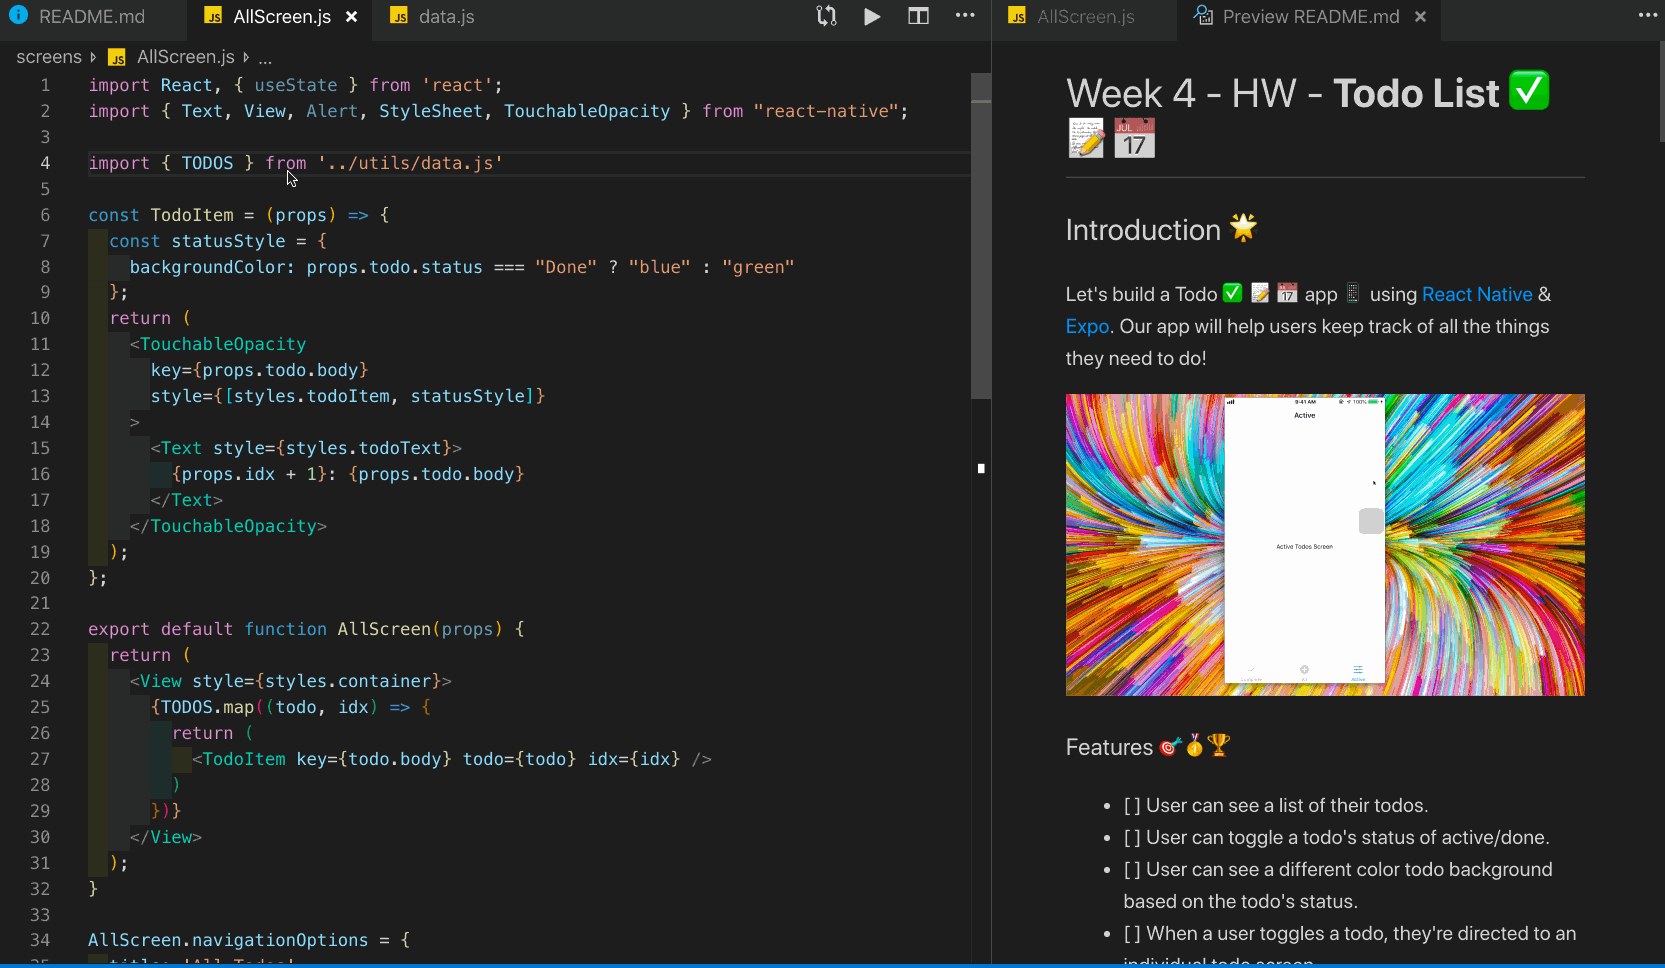 README.md
JS AllScreen.js ×
JS data.js
screens › JS AllScreen.js › ...
1 import React, { useState } from 'react';
2 import { Text, View, Alert, StyleSheet, TouchableOpacity } from "react-native";
3
4 import { TODOS } from '../utils/data.js'
5
6 const TodoItem = (props) => {
7 const statusStyle = {
8 backgroundColor: props.todo.status === "Done" ? "blue" : "green"
9 };
10 return (
11 <TouchableOpacity
12 key={props.todo.body}
13 style={[styles.todoItem, statusStyle]}
14 >
15 <Text style={styles.todoText}>
16 {props.idx + 1}: {props.todo.body}
17 </Text>
18 </TouchableOpacity>
19 );
20 };
21
22 export default function AllScreen(props) {
23 return (
24 <View style={styles.container}>
25 {TODOS.map((todo, idx) => {
26 return (
27 <TodoItem key={todo.body} todo={todo} idx={idx} />
28 )
29 })}
30 </View>
31 );
32 }
33
34 AllScreen.navigationOptions = {
35 title: 'All Todos'
JS AllScreen.js
Preview README.md ×
Week 4 - HW - Todo List ✅
📝 📅
JUL
17
Introduction 🌟
Let's build a Todo ✅ 📝 📅 app 📱 using React Native &
Expo. Our app will help users keep track of all the things
they need to do!
9:41 AM
100%
Active
Active Todos Screen
Complete
All
Active
Features 🎯🥇🏆
• [ ] User can see a list of their todos.
• [ ] User can toggle a todo's status of active/done.
• [ ] User can see a different color todo background
based on the todo's status.
• [ ] When a user toggles a todo, they're directed to an
individual todo screen